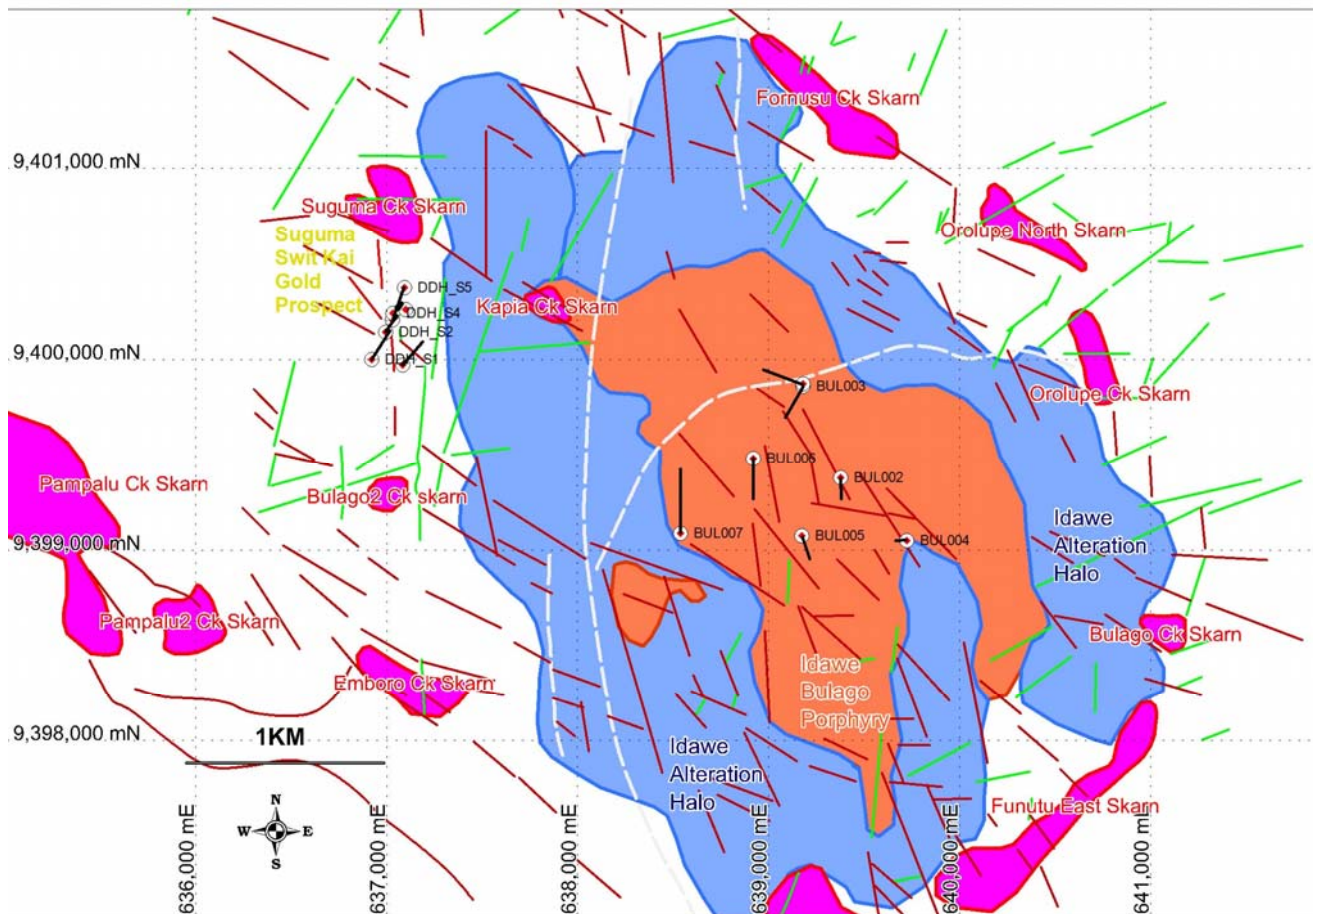 Fornusu Ck Skarn
9,401,000 mN
Suguma Ck Skarn
Suguma
Swit Kai
Gold
Prospect
Orolupe North Skarn
DDH_S5
DDH_S4
DDH_S2
DDH_S1
Kapia Ck Skarn
9,400,000 mN
BUL003
Orolupe Ck Skarn
BUL006
BUL002
Pampalu Ck Skarn
Bulago2 Ck skarn
BUL007
BUL005
BUL004
9,399,000 mN
Idawe
Alteration
Halo
Pampalu2 Ck Skarn
Bulago Ck Skarn
Emboro Ck Skarn
Idawe
Bulago
Porphyry
9,398,000 mN
1KM
Idawe
Alteration
Halo
Funutu East Skarn
N
W
E
S
636,000 mE
637,000 mE
638,000 mE
639,000 mE
640,000 mE
641,000 mE